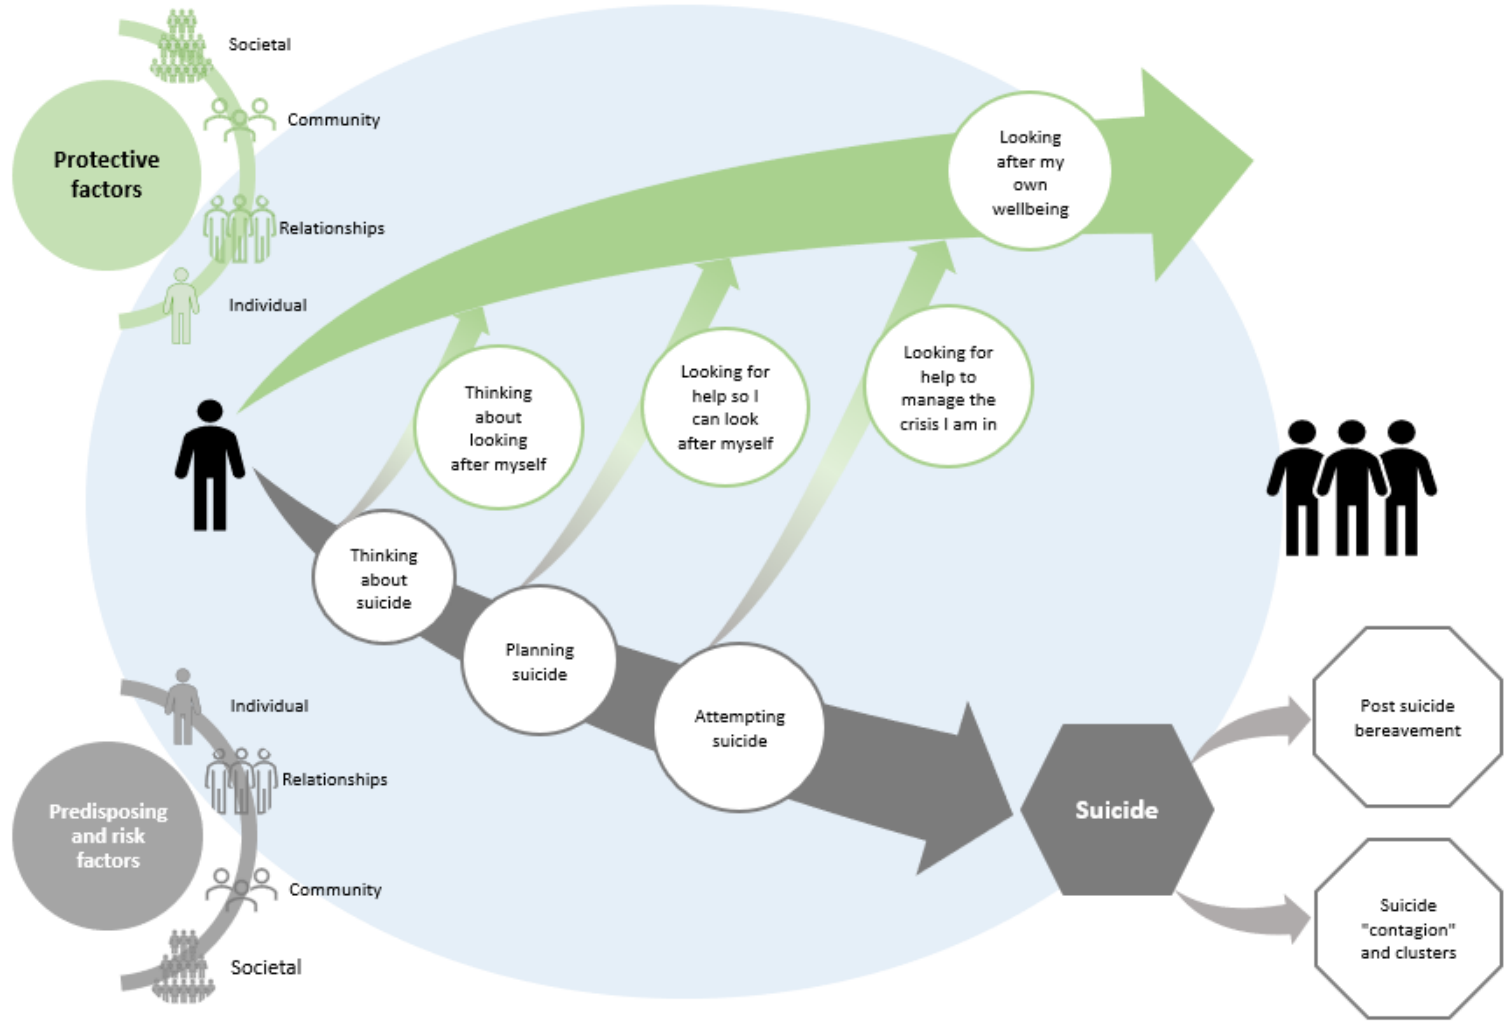 Societal
Community
Protective
factors
Relationships
Individual
Looking
after my
own
wellbeing
Thinking
about
looking
after myself
Looking for
help so I
can look
after myself
Looking for
help to
manage the
crisis I am in
Thinking
about
suicide
Planning
suicide
Attempting
suicide
Individual
Relationships
Predisposing
and risk
factors
Community
Societal
Suicide
Post suicide
bereavement
Suicide
"contagion"
and clusters